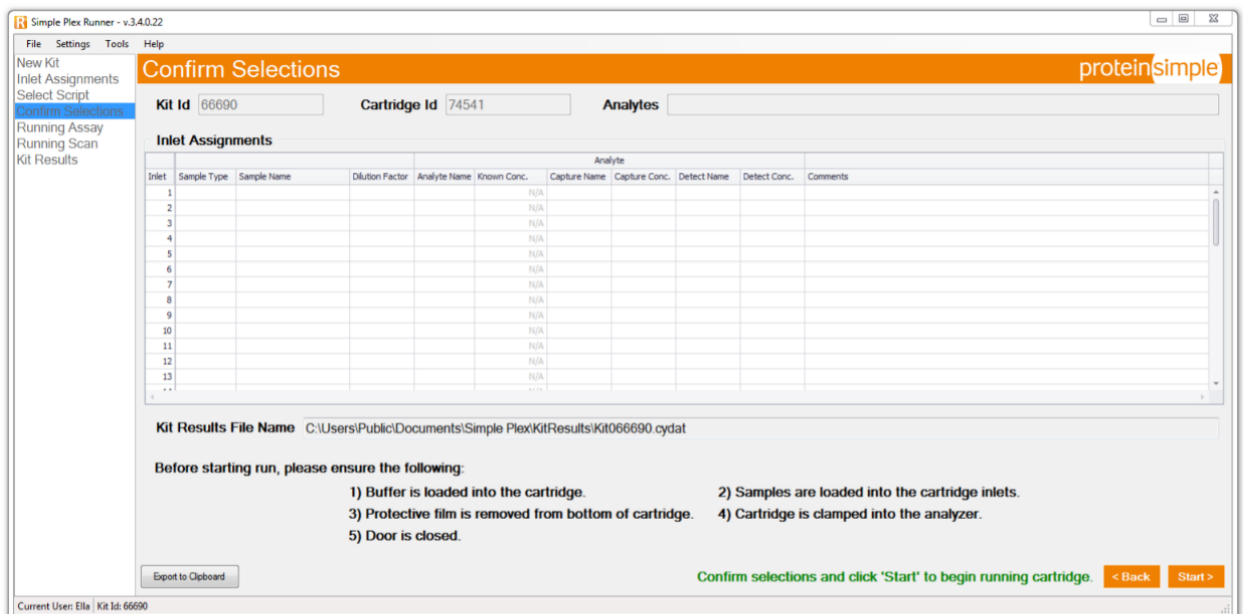 Simple Plex Runner - v.3.4.0.22
File Settings Tools Help
New Kit
Inlet Assignments
Select Script
Confirm Selections
Running Assay
Running Scan
Kit Results
Confirm Selections
proteinsimple
Kit Id 66690 Cartridge Id 74541 Analytes
Inlet Assignments
Analyte
Inlet Sample Type Sample Name Dilution Factor Analyte Name Known Conc. Capture Name Capture Conc. Detect Name Detect Conc. Comments
1 N/A
2 N/A
3 N/A
4 N/A
5 N/A
6 N/A
7 N/A
8 N/A
9 N/A
10 N/A
11 N/A
12 N/A
13 N/A
Kit Results File Name C:\Users\Public\Documents\Simple Plex\KitResults\Kit066690.cydat
Before starting run, please ensure the following:
1) Buffer is loaded into the cartridge. 2) Samples are loaded into the cartridge inlets.
3) Protective film is removed from bottom of cartridge. 4) Cartridge is clamped into the analyzer.
5) Door is closed.
Export to Clipboard Confirm selections and click 'Start' to begin running cartridge. < Back Start >
Current User: Ella Kit Id: 66690